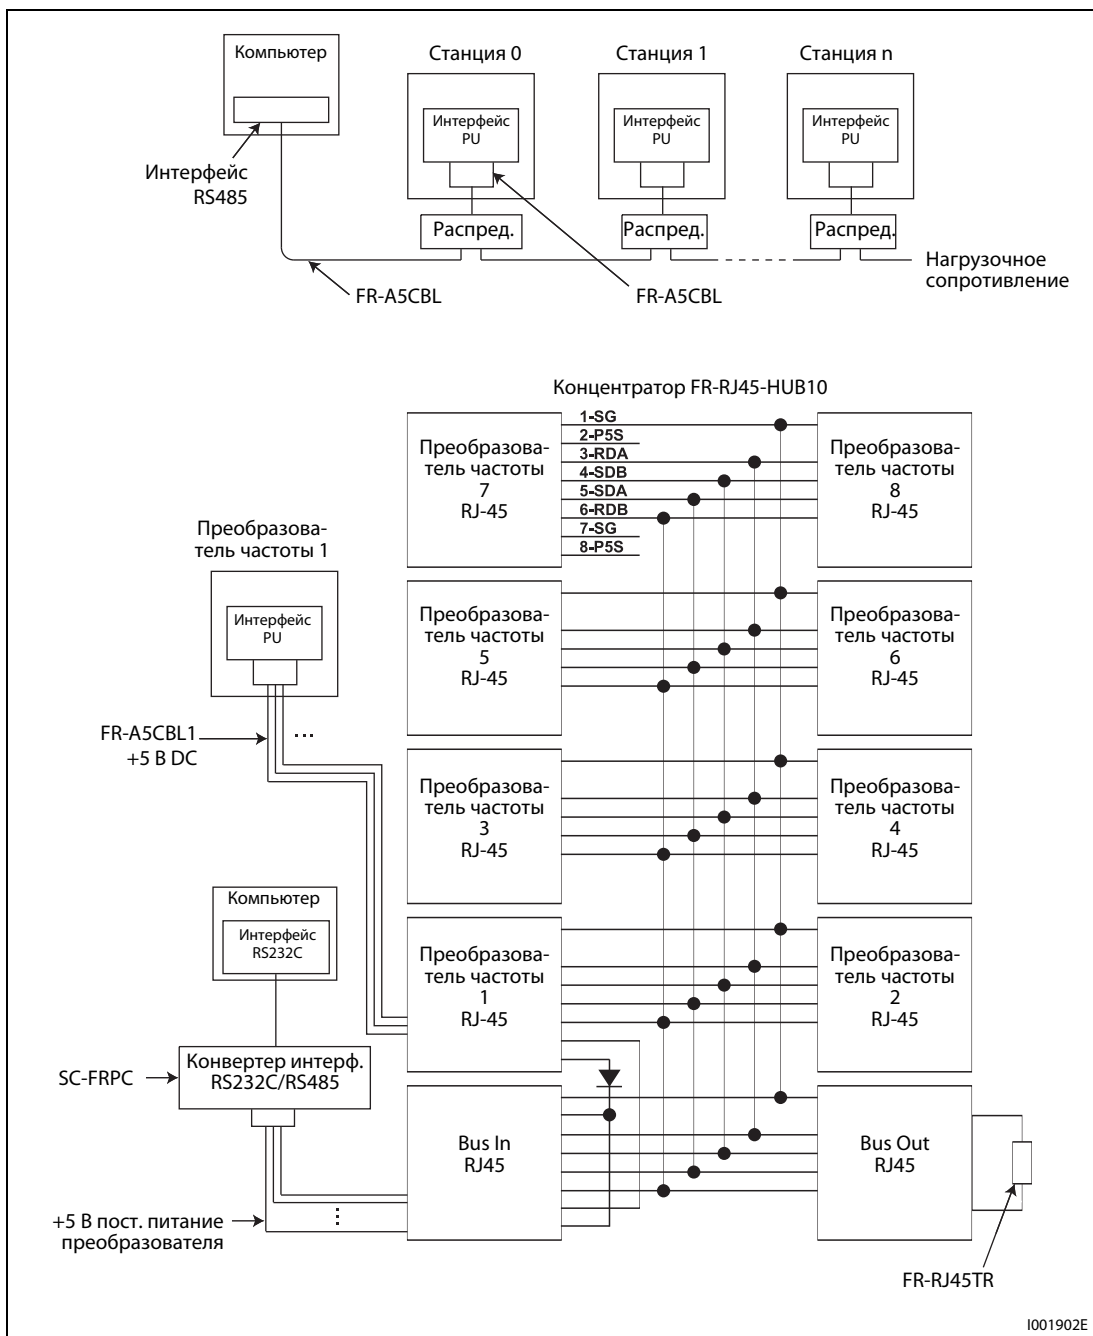 Компьютер
Станция 0
Станция 1
Станция n
Интерфейс
PU
Интерфейс
PU
Интерфейс
PU
Интерфейс
RS485
Распред.
Распред.
Распред.
Нагрузочное
сопротивление
FR-A5CBL
FR-A5CBL
Концентратор FR-RJ45-HUB10
Преобразова-
тель частоты
7
RJ-45
1-SG
2-P5S
3-RDA
4-SDB
5-SDA
6-RDB
7-SG
8-P5S
Преобразова-
тель частоты
8
RJ-45
Преобразова-
тель частоты 1
Интерфейс
PU
Преобразова-
тель частоты
5
RJ-45
Преобразова-
тель частоты
6
RJ-45
FR-A5CBL1
+5 В DC
...
Преобразова-
тель частоты
3
RJ-45
Преобразова-
тель частоты
4
RJ-45
Компьютер
Интерфейс
RS232C
Преобразова-
тель частоты
1
RJ-45
Преобразова-
тель частоты
2
RJ-45
SC-FRPC
Конвертер интерф.
RS232C/RS485
Bus In
RJ45
Bus Out
RJ45
+5 В пост. питание
преобразователя
FR-RJ45TR
I001902E